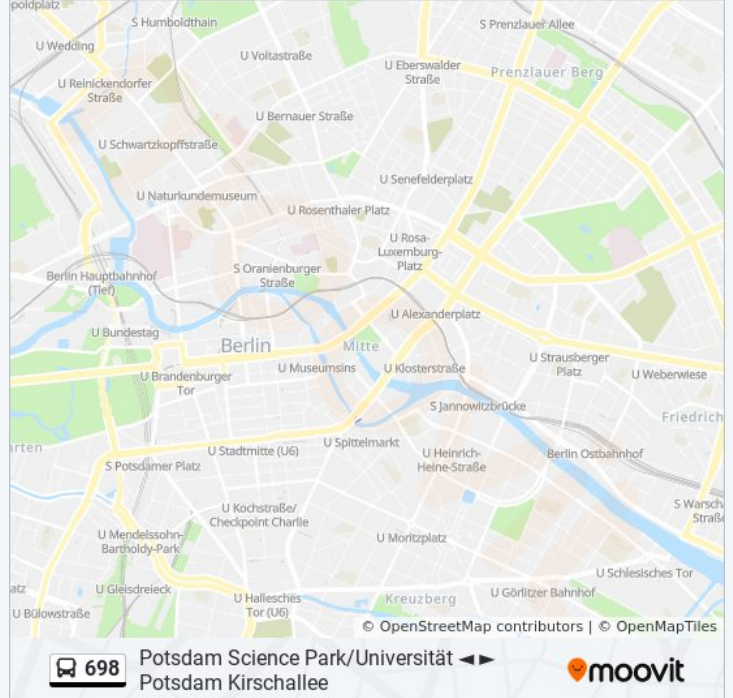 poldplatz
S Humboldthain
S Prenzlauer Allee
U Wedding
U Voltastraße
U Eberswalder
Straße
Prenzlauer Berg
U Reinickendorfer
Straße
U Bernauer Straße
U Schwartzkopffstraße
U Senefelderplatz
U Naturkundemuseum
U Rosenthaler Platz
U Rosa-
Luxemburg-
Platz
Berlin Hauptbahnhof
(Tief)
S Oranienburger
Straße
U Alexanderplatz
U Bundestag
Berlin
Mitte
U Strausberger
Platz
U Museumsinsel
U Klosterstraße
U Weberwiese
U Brandenburger
Tor
S Jannowitzbrücke
Friedrich
rten
U Spittelmarkt
U Stadtmitte (U6)
U Heinrich-
Heine-Straße
Berlin Ostbahnhof
S Potsdamer Platz
S Warsch
Straße
U Kochstraße/
Checkpoint Charlie
U Mendelssohn-
Bartholdy-Park
U Moritzplatz
U Schlesisches Tor
atz
U Gleisdreieck
U Hallesches
Tor (U6)
Kreuzberg
U Görlitzer Bahnhof
U Bülowstraße
© OpenStreetMap contributors | © OpenMapTiles
698
Potsdam Science Park/Universität ◄ ►
Potsdam Kirschallee
moovit